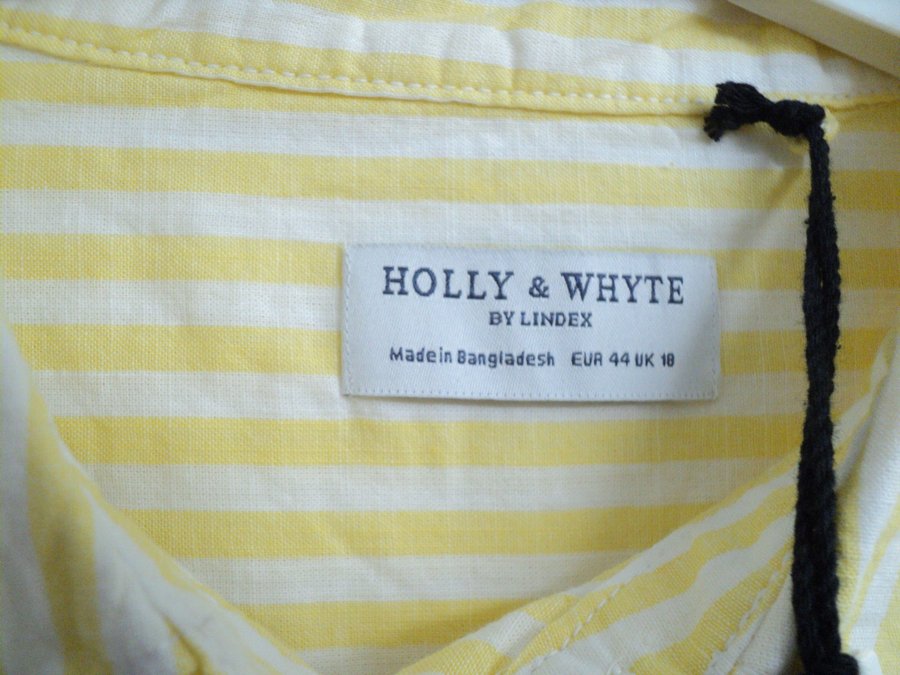 HOLLY & WHYTE
BY LINDEX
Made in Bangladesh EUR 44 UK 18